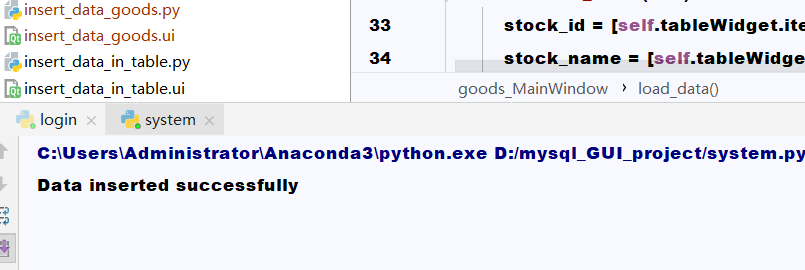 insert_data_goods.py
insert_data_goods.ui
insert_data_in_table.py
insert_data_in_table.ui
33 stock_id = [self.tableWidget.ite
34 stock_name = [self.tableWidge
goods_MainWindow › load_data()
login × system ×
C:\Users\Administrator\Anaconda3\python.exe D:/mysql_GUI_project/system.py
Data inserted successfully